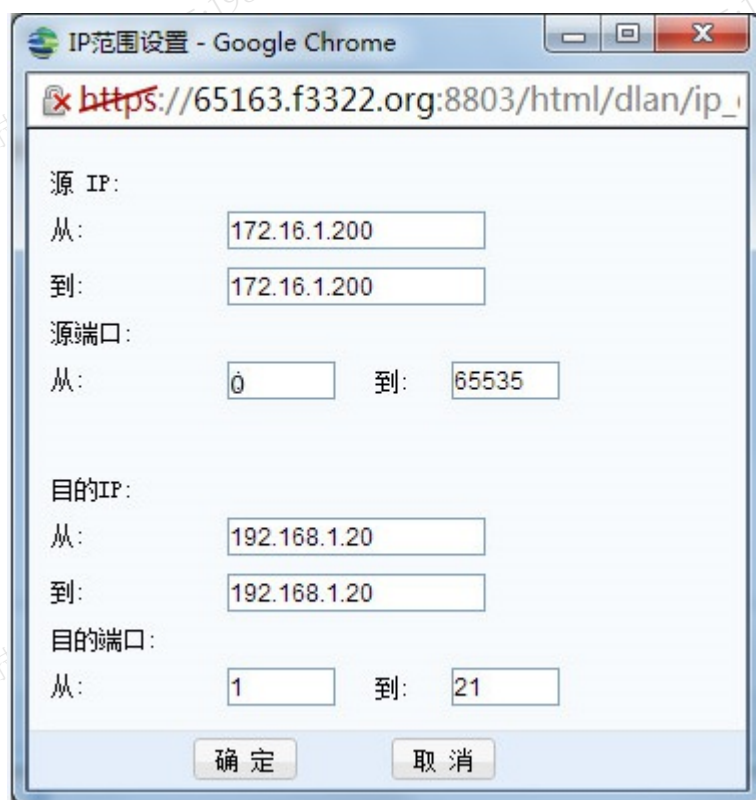 IP范围设置 - Google Chrome
https://65163.f3322.org:8803/html/dlan/ip_
源 IP:
从: 172.16.1.200
到: 172.16.1.200
源端口:
从: 0 到: 65535
目的IP:
从: 192.168.1.20
到: 192.168.1.20
目的端口:
从: 1 到: 21
确定 取消